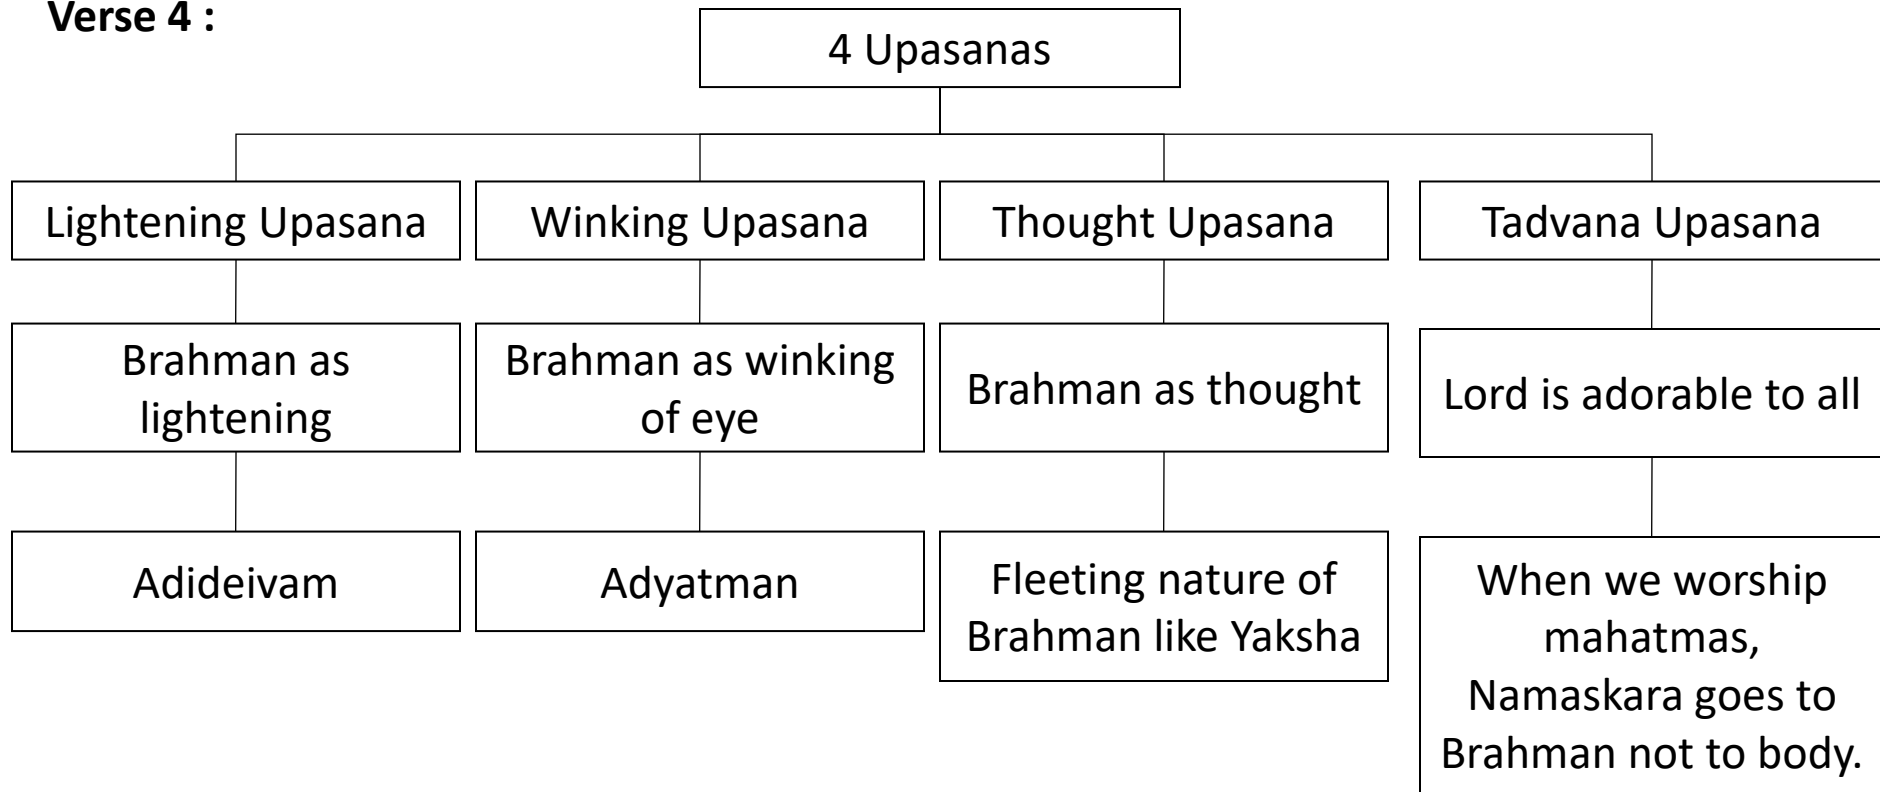 Verse 4 :
4 Upasanas
Lightening Upasana
Winking Upasana
Thought Upasana
Tadvana Upasana
Brahman as
lightening
Brahman as winking
of eye
Brahman as thought
Lord is adorable to all
Adideivam
Adyatman
Fleeting nature of
Brahman like Yaksha
When we worship
mahatmas,
Namaskara goes to
Brahman not to body.